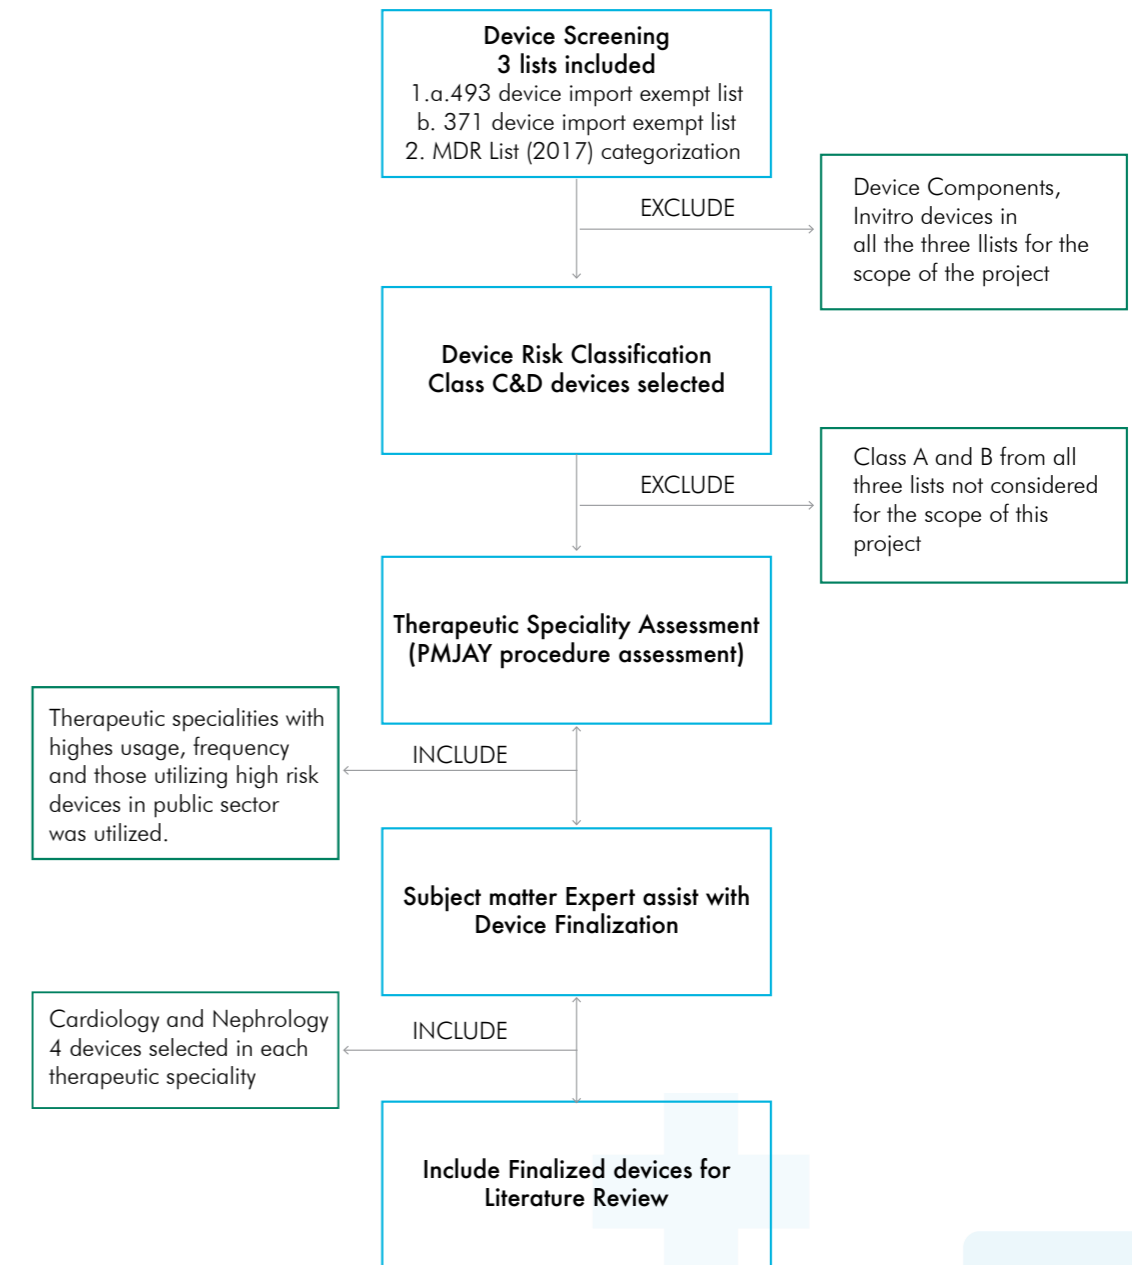 Device Screening
3 lists included
1.a.493 device import exempt list
b. 371 device import exempt list
2. MDR List (2017) categorization
EXCLUDE
Device Components,
Invitro devices in
all the three llists for the
scope of the project
Device Risk Classification
Class C&D devices selected
EXCLUDE
Class A and B from all
three lists not considered
for the scope of this
project
Therapeutic Speciality Assessment
(PMJAY procedure assessment)
INCLUDE
Therapeutic specialities with
highes usage, frequency
and those utilizing high risk
devices in public sector
was utilized.
Subject matter Expert assist with
Device Finalization
INCLUDE
Cardiology and Nephrology
4 devices selected in each
therapeutic speciality
Include Finalized devices for
Literature Review